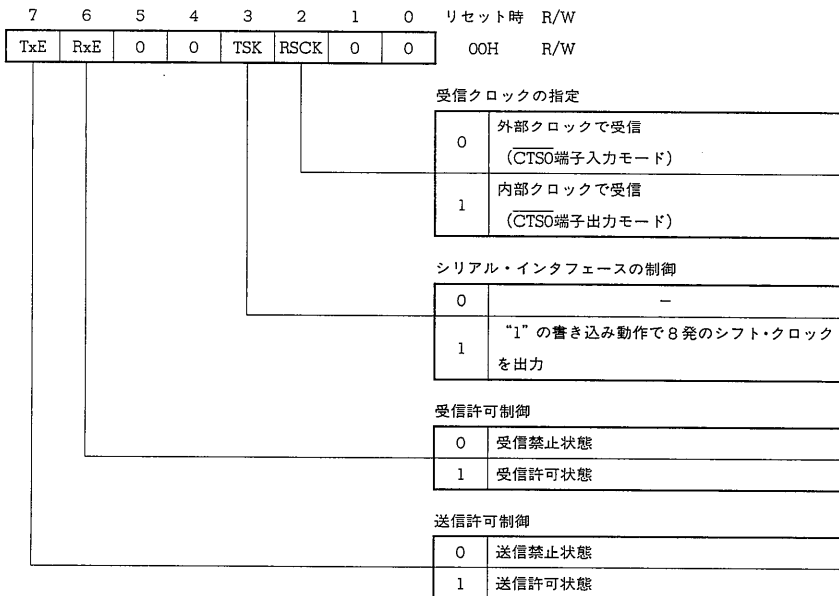 7 6 5 4 3 2 1 0 リセット時 R/W
TxE RxE 0 0 TSK RSCK 0 0 00H R/W
受信クロックの指定
0 外部クロックで受信
(CTS0端子入力モード)
1 内部クロックで受信
(CTS0端子出力モード)
シリアル・インタフェースの制御
0 −
1 “1”の書き込み動作で8発のシフト・クロック
を出力
受信許可制御
0 受信禁止状態
1 受信許可状態
送信許可制御
0 送信禁止状態
1 送信許可状態